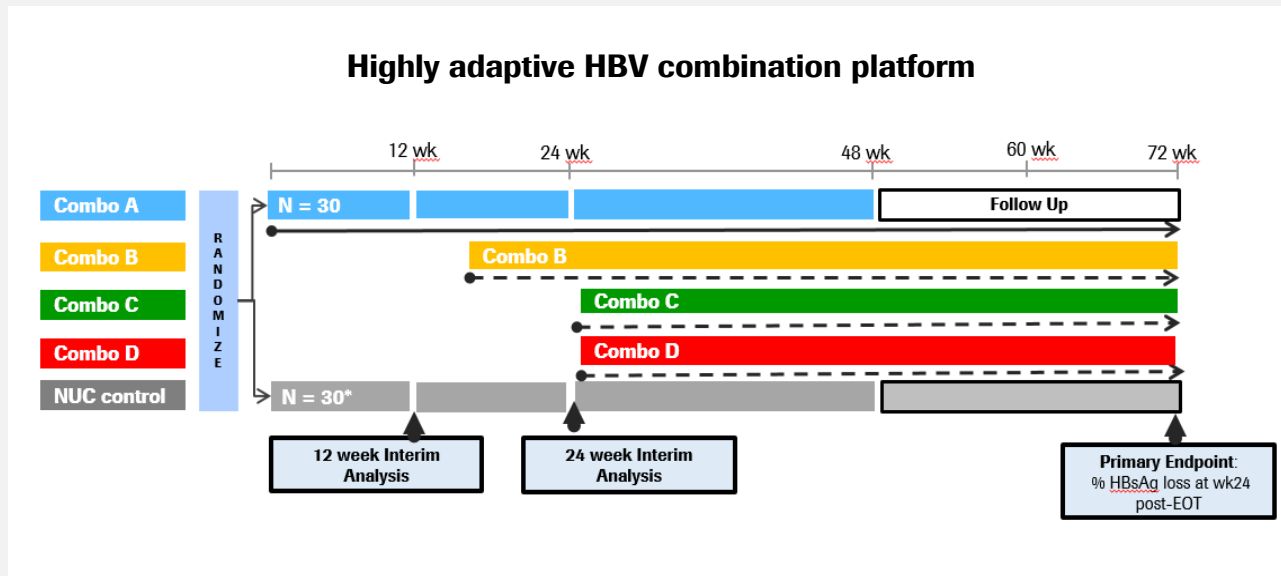 Highly adaptive HBV combination platform
12 wk
24 wk
48 wk
60 wk
72 wk
Combo A
Combo B
Combo C
Combo D
NUC control
RANDOMIZE
N = 30
Follow Up
Combo B
Combo C
Combo D
N = 30*
12 week Interim
Analysis
24 week Interim
Analysis
Primary Endpoint:
% HBsAg loss at wk24
post-EOT